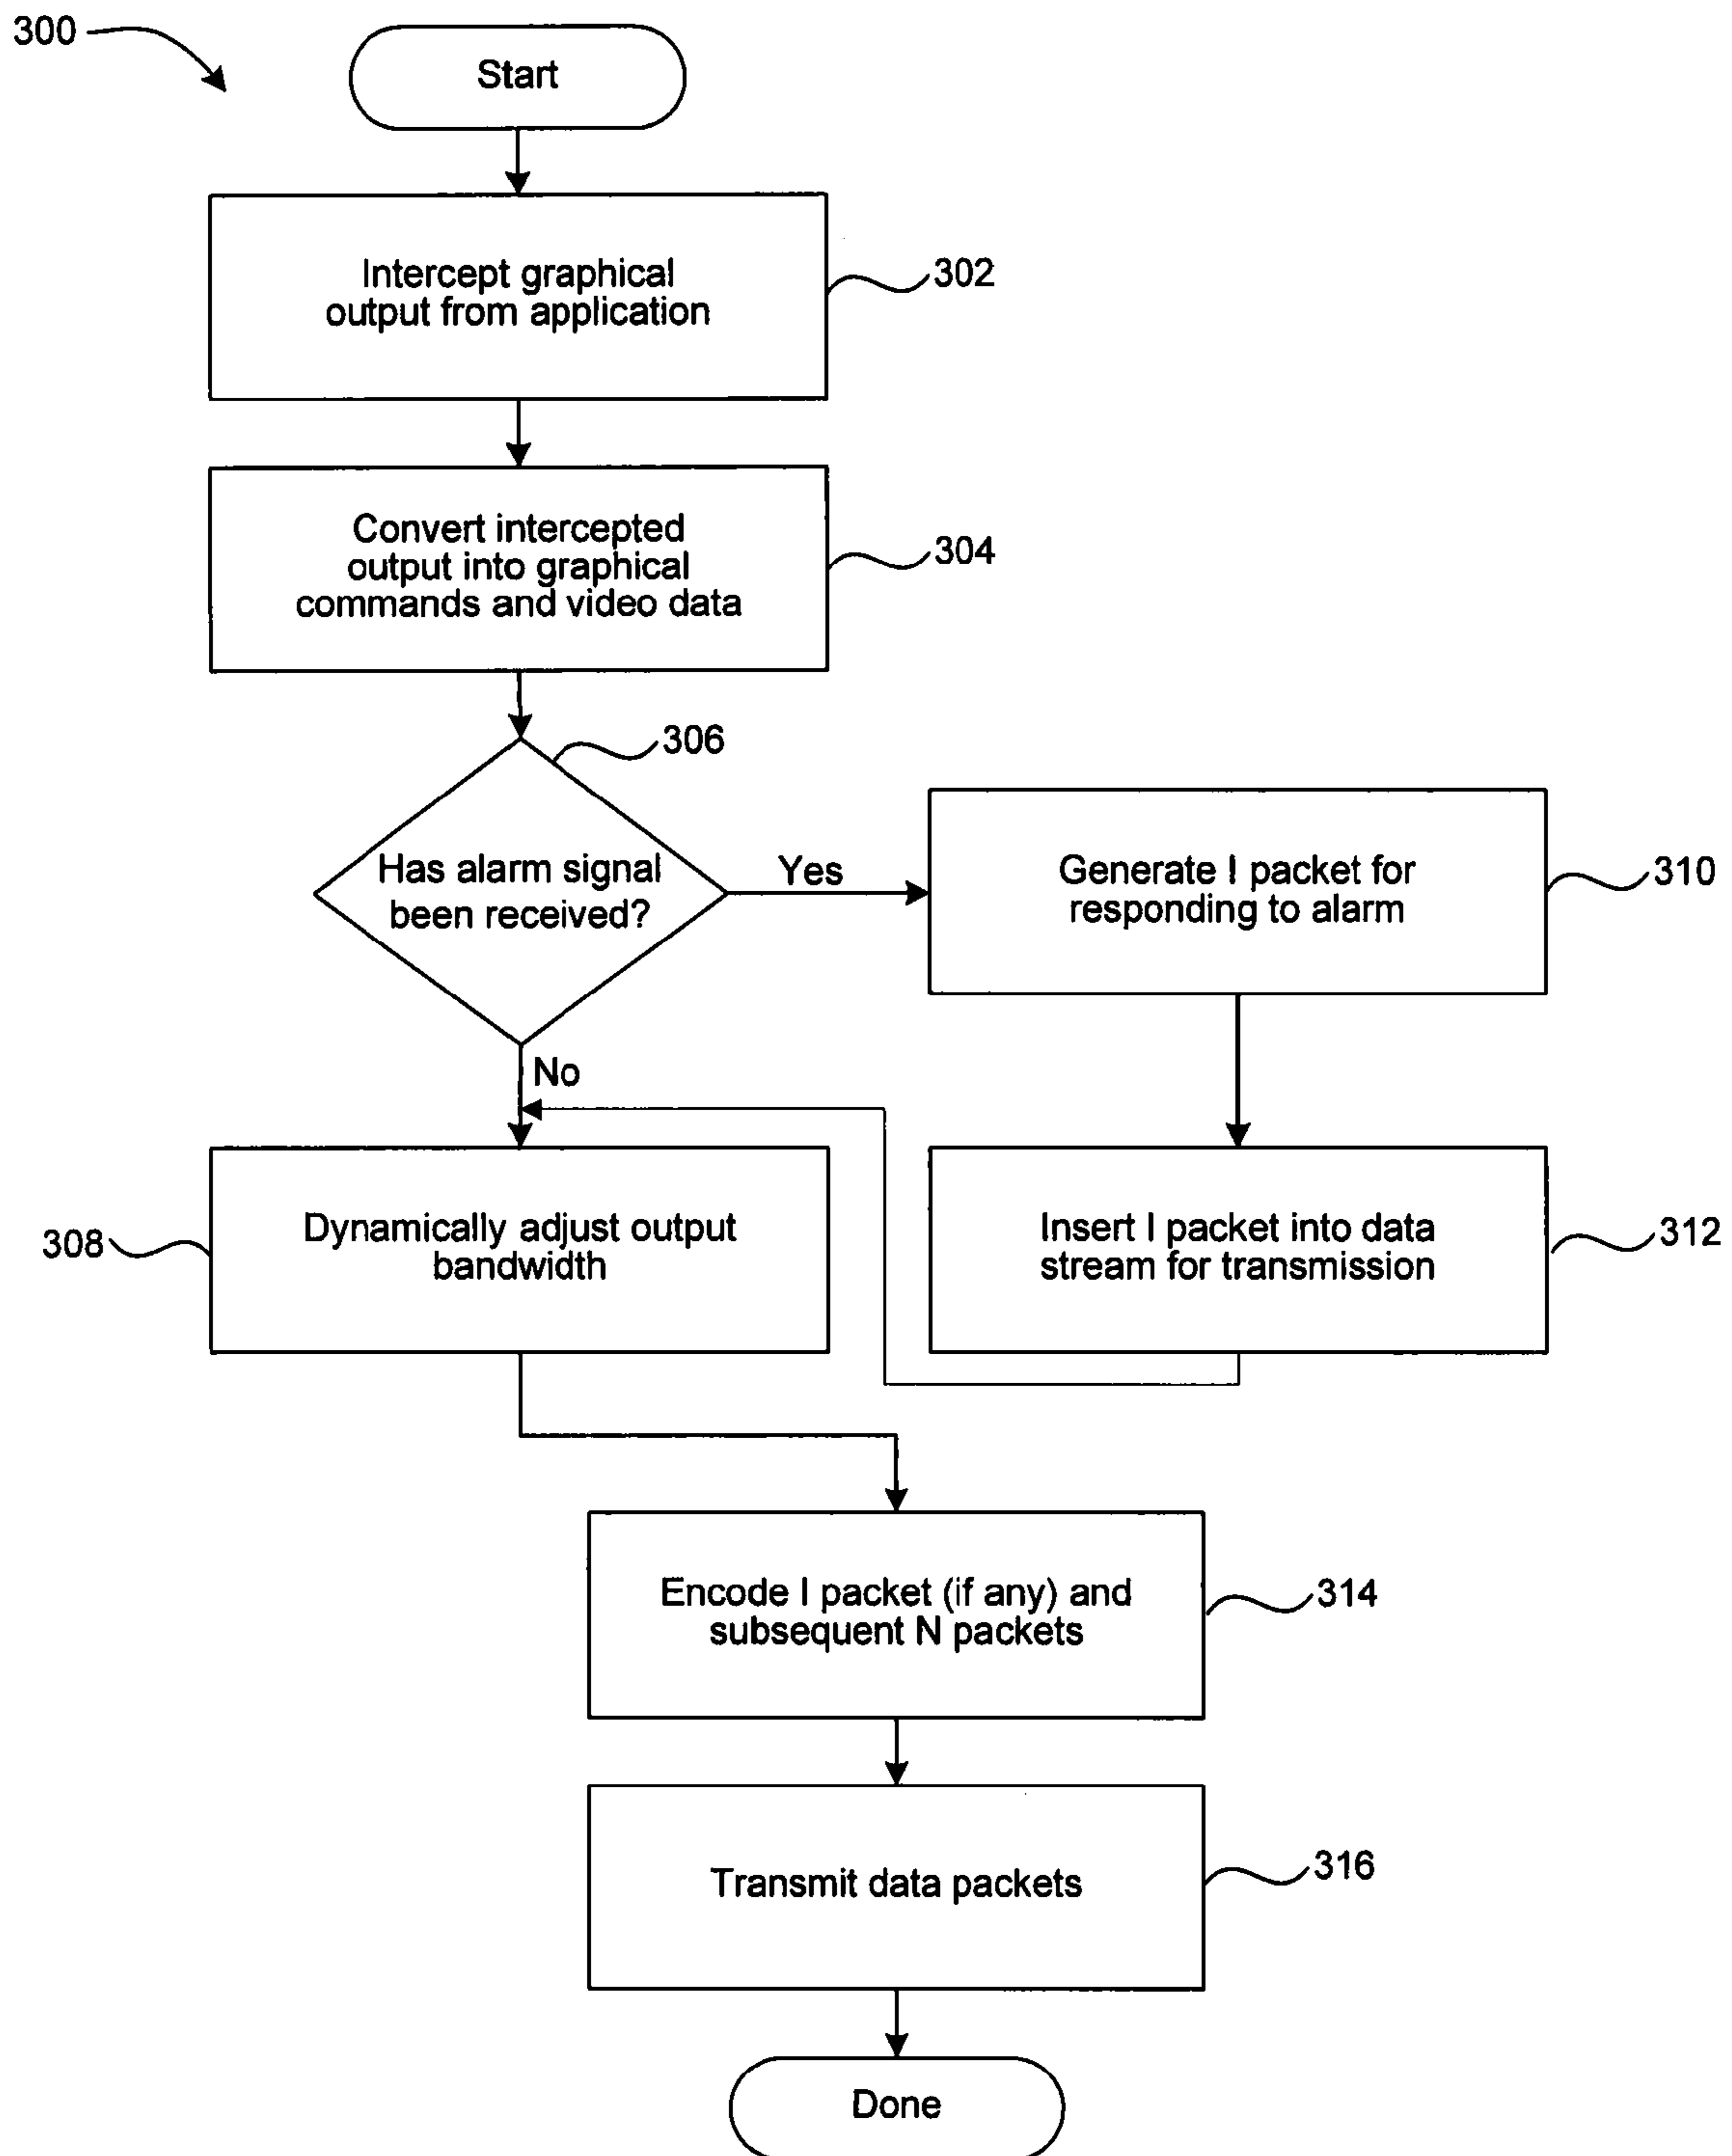 300
Start
Intercept graphical
output from application
302
Convert intercepted
output into graphical
commands and video data
304
306
Has alarm signal
been received?
Yes
Generate I packet for
responding to alarm
310
No
308
Dynamically adjust output
bandwidth
Insert I packet into data
stream for transmission
312
Encode I packet (if any) and
subsequent N packets
314
Transmit data packets
316
Done